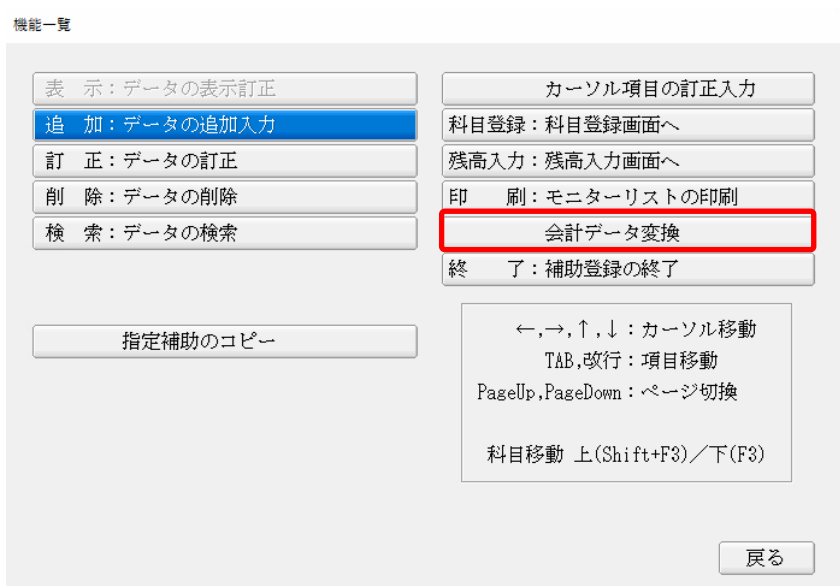 機能一覧
表　示：データの表示訂正
追　加：データの追加入力
訂　正：データの訂正
削　除：データの削除
検　索：データの検索
指定補助のコピー
カーソル項目の訂正入力
科目登録：科目登録画面へ
残高入力：残高入力画面へ
印　　刷：モニターリストの印刷
会計データ変換
終　　了：補助登録の終了
←,→,↑,↓：カーソル移動
TAB,改行：項目移動
PageUp,PageDown：ページ切換
科目移動 上(Shift+F3)／下(F3)
戻る